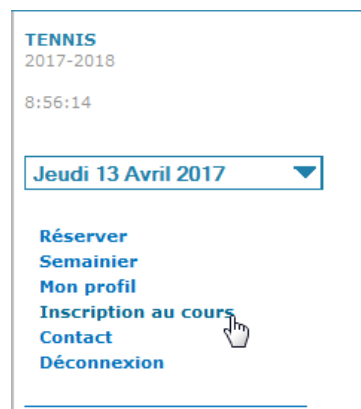 TENNIS
2017-2018
8:56:14
Jeudi 13 Avril 2017
Réserver
Semainier
Mon profil
Inscription au cours
Contact
Déconnexion